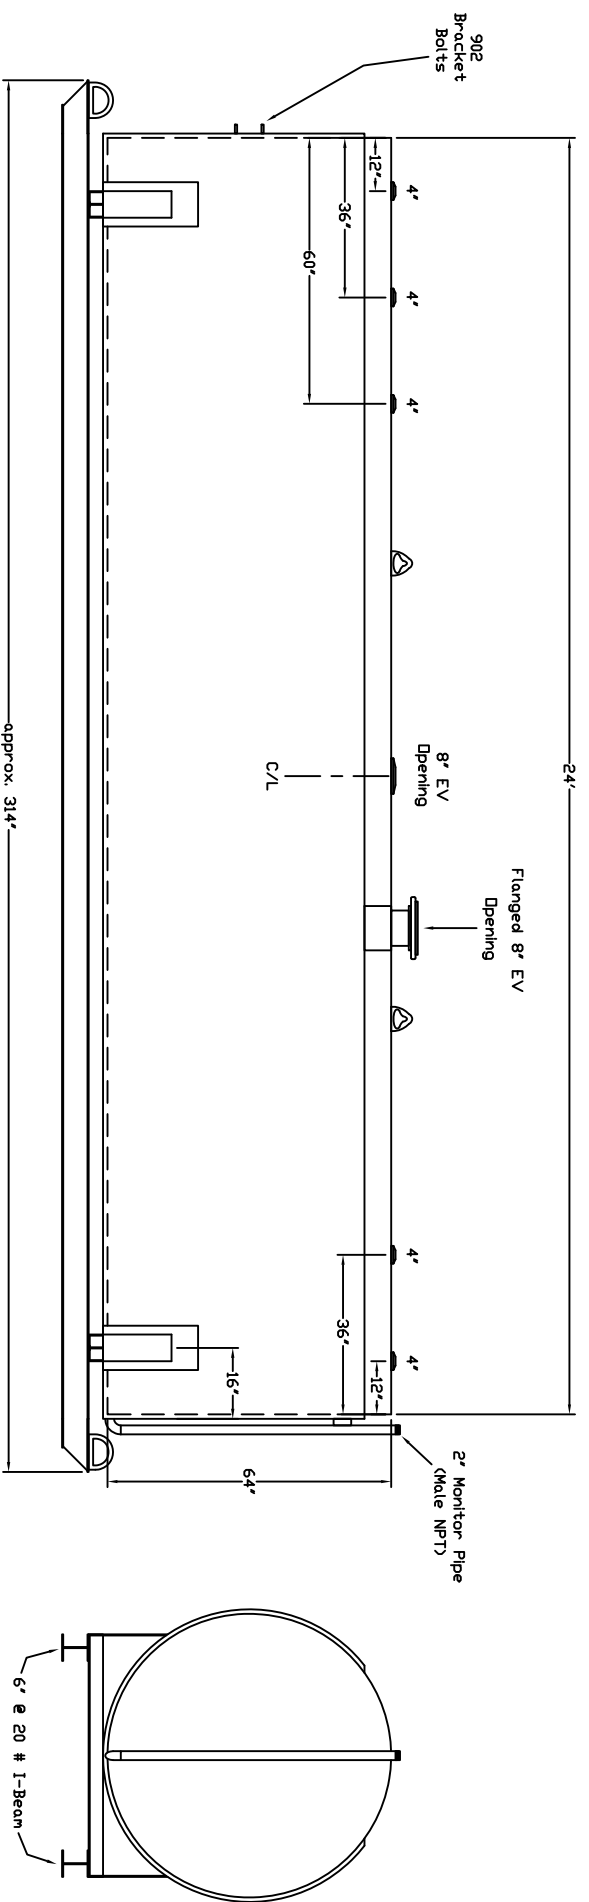 24'
Flanged 8" EV
Opening
902
Bracket
Bolts
8" EV
Opening
2" Monitor Pipe
(Male NPT)
4"
4"
4"
4"
4"
12"
12"
36"
36"
60"
C/L
64"
16"
6" @ 20 # I-Beam
approx. 314"